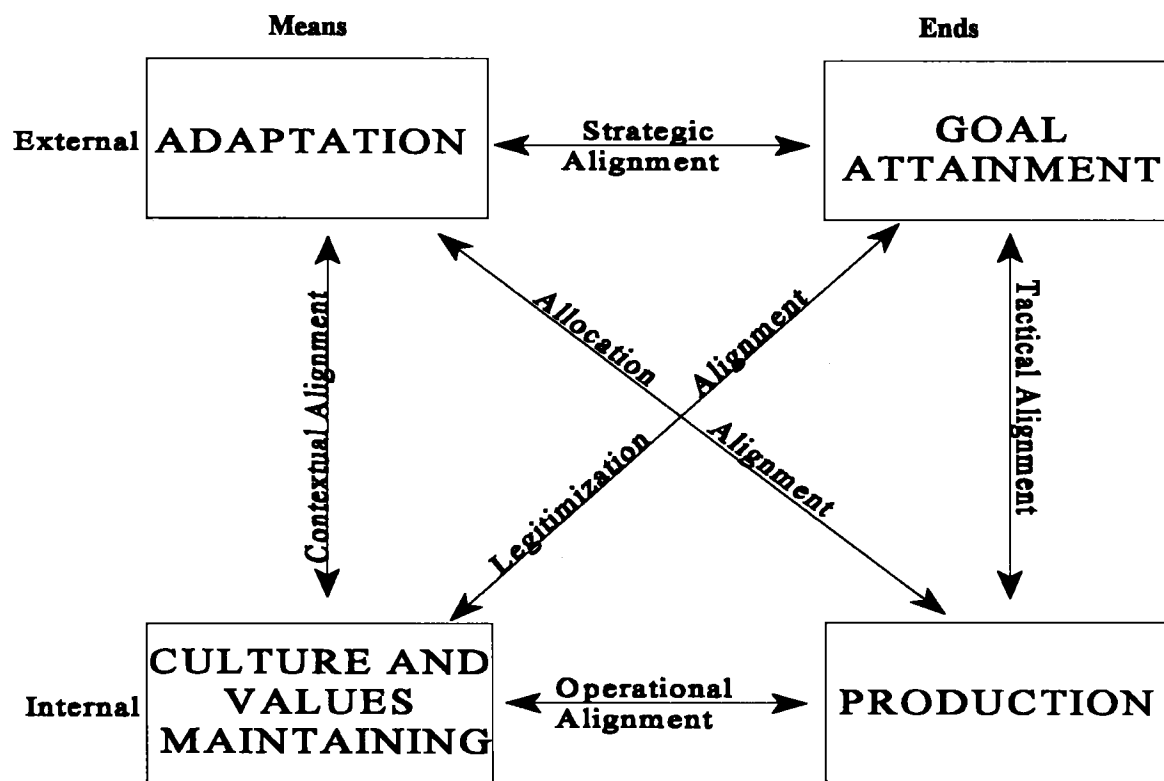 Means
Ends
External
ADAPTATION
Strategic
Alignment
GOAL
ATTAINMENT
Contextual Alignment
Allocation
Alignment
Legitimization
Alignment
Tactical Alignment
Internal
CULTURE AND
VALUES
MAINTAINING
Operational
Alignment
PRODUCTION